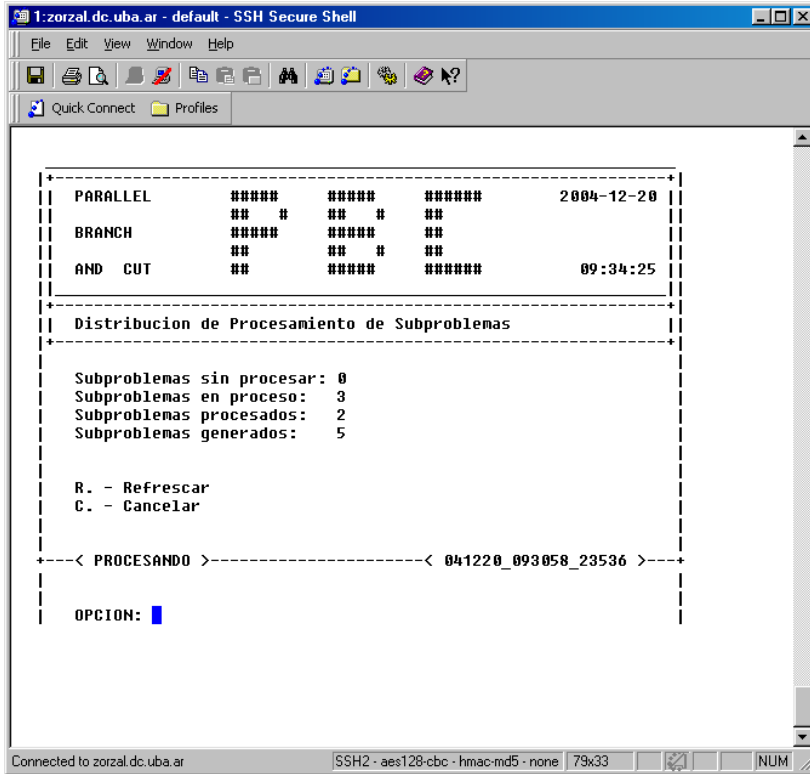 1:zorzal.dc.uba.ar - default - SSH Secure Shell
File Edit View Window Help
Quick Connect Profiles
PARALLEL ##### ##### ###### 2004-12-20
## # ## # ##
BRANCH ##### ##### ##
## ## # ##
AND CUT ## ##### ###### 09:34:25
Distribucion de Procesamiento de Subproblemas
Subproblemas sin procesar: 0
Subproblemas en proceso: 3
Subproblemas procesados: 2
Subproblemas generados: 5
R. - Refrescar
C. - Cancelar
+---< PROCESANDO >----------------------< 041220_093058_23536 >---+
OPCION:
Connected to zorzal.dc.uba.ar SSH2 - aes128-cbc - hmac-md5 - none 79x33 NUM